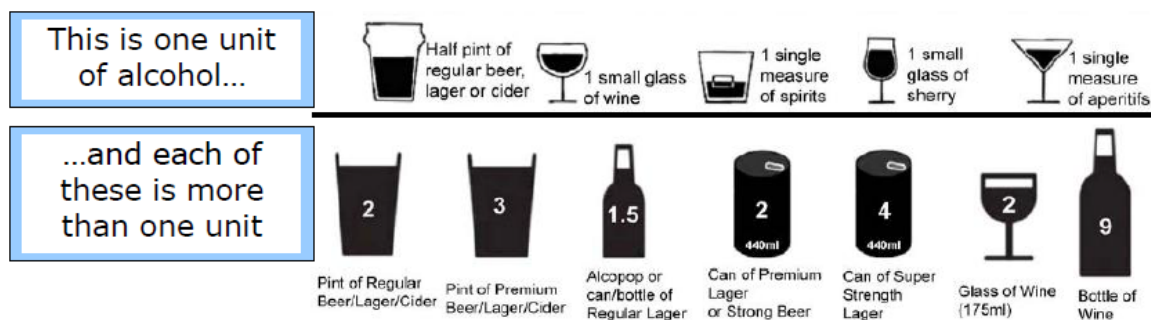 This is one unit
of alcohol...
Half pint of
regular beer,
lager or cider
1 small glass
of wine
1 single
measure
of spirits
1 small
glass of
sherry
1 single
measure
of aperitifs
...and each of
these is more
than one unit
2
3
1.5
2
440ml
4
440ml
2
9
Pint of Regular
Beer/Lager/Cider
Pint of Premium
Beer/Lager/Cider
Alcopop or
can/bottle of
Regular Lager
Can of Premium
Lager
or Strong Beer
Can of Super
Strength
Lager
Glass of Wine
(175ml)
Bottle of
Wine